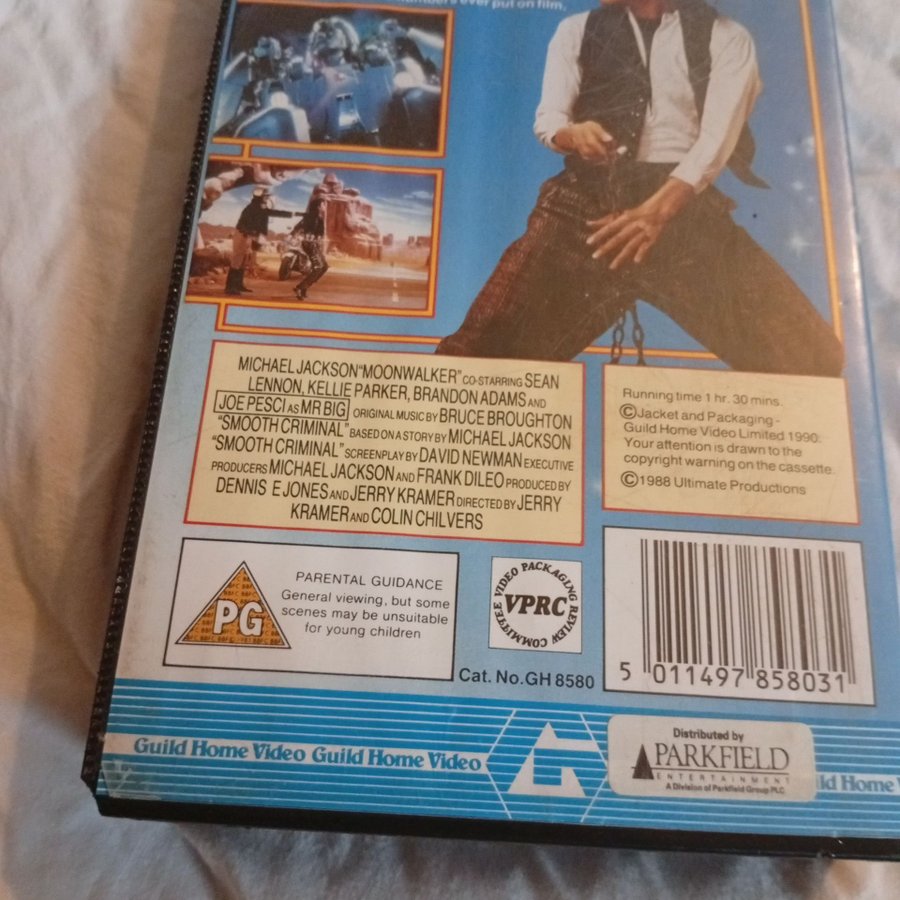 numbers ever put on film.
MICHAEL JACKSON "MOONWALKER" CO-STARRING SEAN
LENNON, KELLIE PARKER, BRANDON ADAMS AND
JOE PESCI AS MR BIG ORIGINAL MUSIC BY BRUCE BROUGHTON
"SMOOTH CRIMINAL" BASED ON A STORY BY MICHAEL JACKSON
"SMOOTH CRIMINAL" SCREENPLAY BY DAVID NEWMAN EXECUTIVE
PRODUCERS MICHAEL JACKSON AND FRANK DILEO PRODUCED BY
DENNIS E JONES AND JERRY KRAMER DIRECTED BY JERRY
KRAMER AND COLIN CHILVERS
Running time 1 hr. 30 mins.
©Jacket and Packaging -
Guild Home Video Limited 1990.
Your attention is drawn to the
copyright warning on the cassette.
©1988 Ultimate Productions
PG
PARENTAL GUIDANCE
General viewing, but some
scenes may be unsuitable
for young children
VIDEO PACKAGING REVIEW COMMITTEE
VPRC
Cat. No. GH 8580
5 011497 858031
Guild Home Video Guild Home Video
Distributed by
PARKFIELD
ENTERTAINMENT
A Division of Parkfield Group PLC
Home